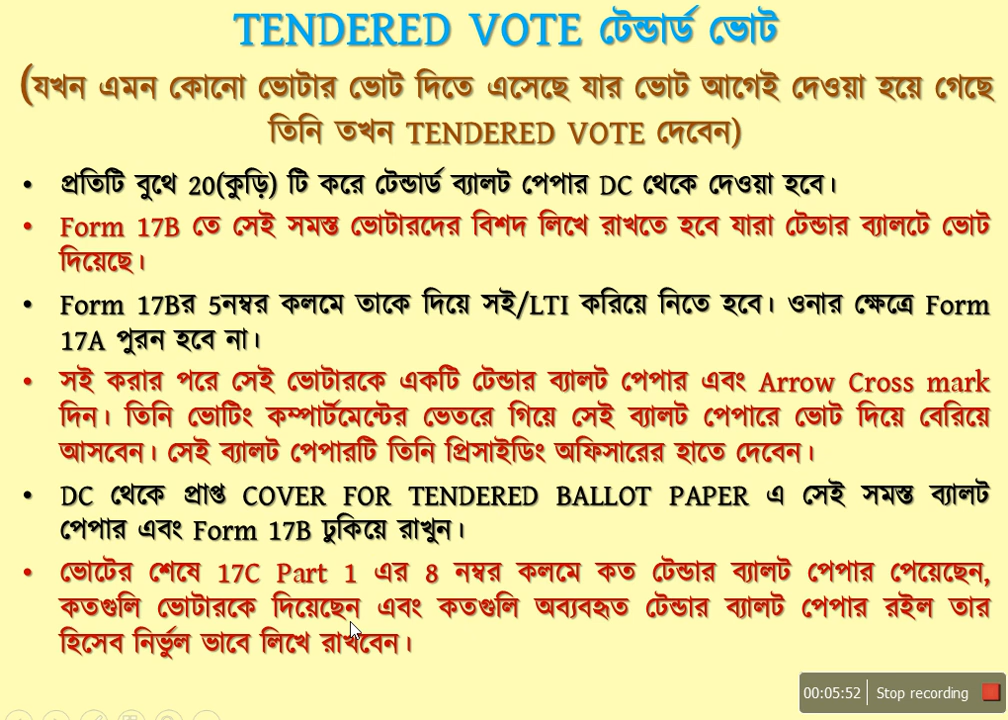 TENDERED VOTE টেন্ডার্ড ভোট
(যখন এমন কোনো ভোটার ভোট দিতে এসেছে যার ভোট আগেই দেওয়া হয়ে গেছে
তিনি তখন TENDERED VOTE দেবেন)
• প্রতিটি বুথে 20(কুড়ি) টি করে টেন্ডার্ড ব্যালট পেপার DC থেকে দেওয়া হবে।
• Form 17B তে সেই সমস্ত ভোটারদের বিশদ লিখে রাখতে হবে যারা টেন্ডার ব্যালটে ভোট
দিয়েছে।
• Form 17Bর 5নম্বর কলমে তাকে দিয়ে সই/LTI করিয়ে নিতে হবে। ওনার ক্ষেত্রে Form
17A পুরন হবে না।
• সই করার পরে সেই ভোটারকে একটি টেন্ডার ব্যালট পেপার এবং Arrow Cross mark
দিন। তিনি ভোটিং কম্পার্টমেন্টের ভেতরে গিয়ে সেই ব্যালট পেপারে ভোট দিয়ে বেরিয়ে
আসবেন। সেই ব্যালট পেপারটি তিনি প্রিসাইডিং অফিসারের হাতে দেবেন।
• DC থেকে প্রাপ্ত COVER FOR TENDERED BALLOT PAPER এ সেই সমস্ত ব্যালট
পেপার এবং Form 17B ঢুকিয়ে রাখুন।
• ভোটের শেষে 17C Part 1 এর 8 নম্বর কলমে কত টেন্ডার ব্যালট পেপার পেয়েছেন,
কতগুলি ভোটারকে দিয়েছেন এবং কতগুলি অব্যবহৃত টেন্ডার ব্যালট পেপার রইল তার
হিসেব নির্ভুল ভাবে লিখে রাখবেন।
00:05:52 Stop recording